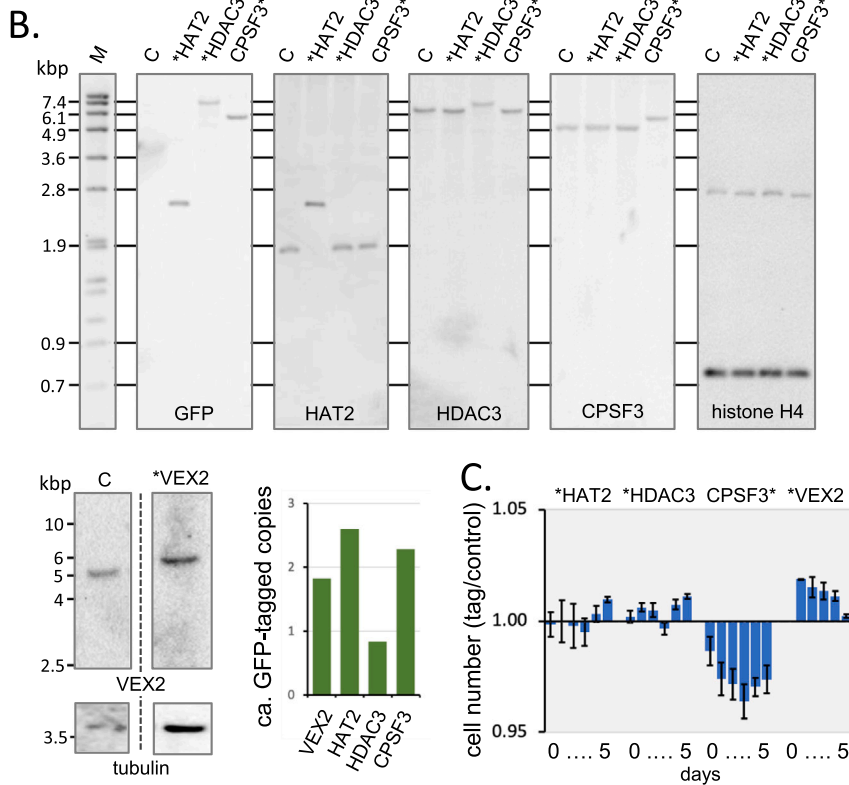 B.
M C *HAT2 *HDAC3 CPSF3* C *HAT2 *HDAC3 CPSF3* C *HAT2 *HDAC3 CPSF3* C *HAT2 *HDAC3 CPSF3* C *HAT2 *HDAC3 CPSF3*
kbp
7.4
6.1
4.9
3.6
2.8
1.9
0.9
0.7
GFP HAT2 HDAC3 CPSF3 histone H4
kbp C *VEX2
10
6
5
4
2.5
VEX2
3.5
tubulin
ca. GFP-tagged copies
3
2
1
0
VEX2 HAT2 HDAC3 CPSF3
C.
*HAT2 *HDAC3 CPSF3* *VEX2
cell number (tag/control)
1.05
1.00
0.95
0 .... 5 0 .... 5 0 .... 5 0 .... 5
days